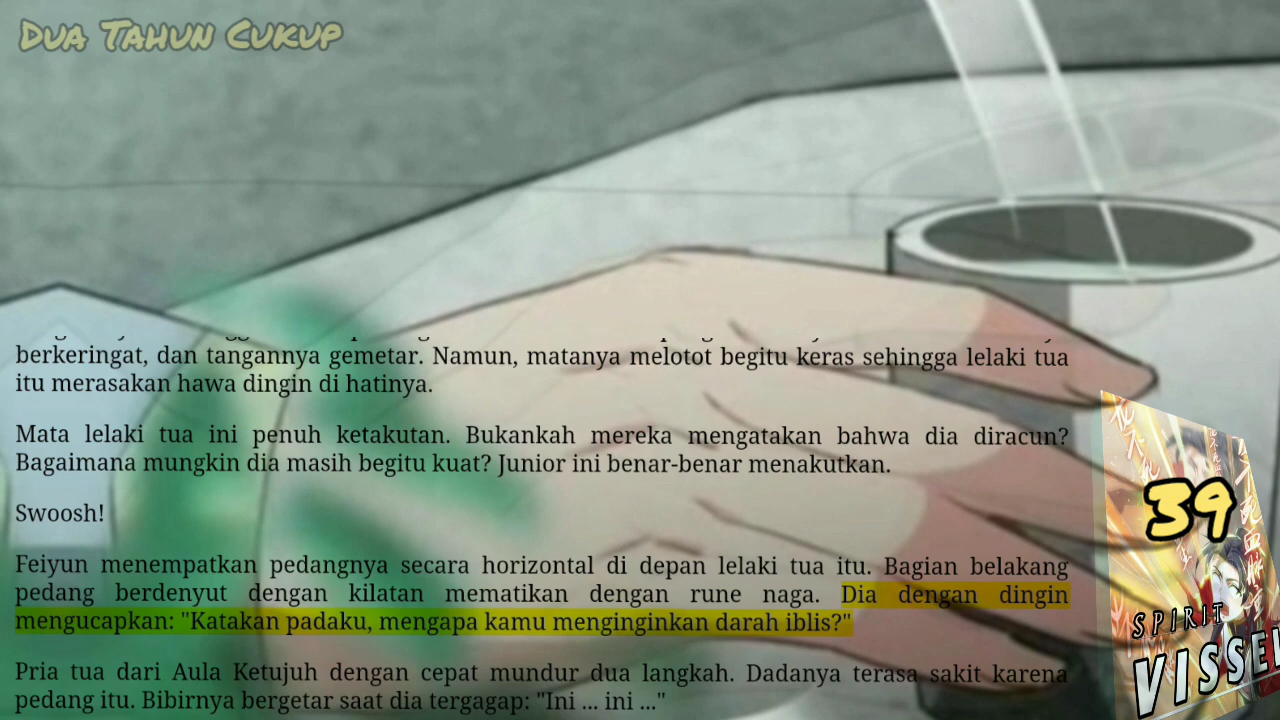 Dua Tahun Cukup
berkeringat, dan tangannya gemetar. Namun, matanya melotot begitu keras sehingga lelaki tua
itu merasakan hawa dingin di hatinya.
Mata lelaki tua ini penuh ketakutan. Bukankah mereka mengatakan bahwa dia diracun?
Bagaimana mungkin dia masih begitu kuat? Junior ini benar-benar menakutkan.
Swoosh!
Feiyun menempatkan pedangnya secara horizontal di depan lelaki tua itu. Bagian belakang
pedang berdenyut dengan kilatan mematikan dengan rune naga. Dia dengan dingin
mengucapkan: "Katakan padaku, mengapa kamu menginginkan darah iblis?"
Pria tua dari Aula Ketujuh dengan cepat mundur dua langkah. Dadanya terasa sakit karena
pedang itu. Bibirnya bergetar saat dia tergagap: "Ini ... ini ..."
39
SPIRIT
VISSEL